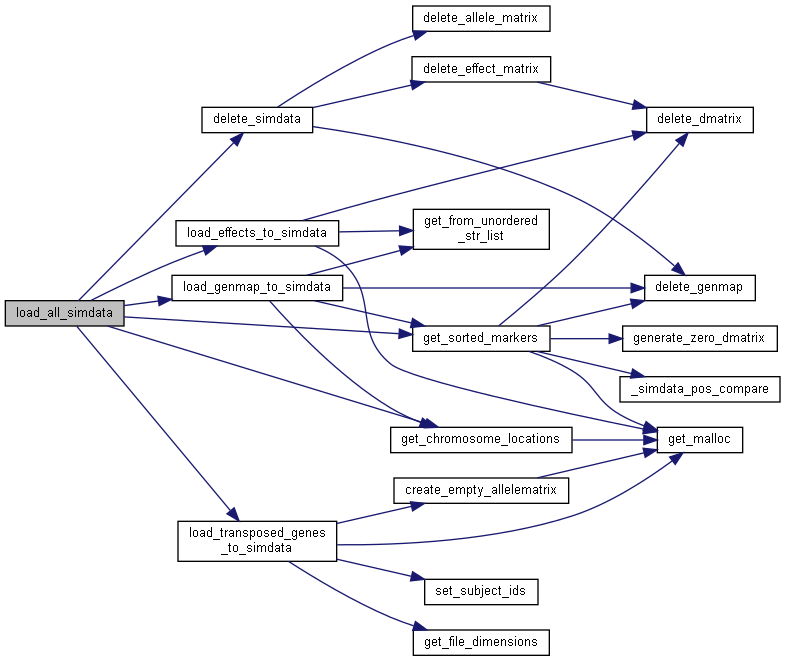 delete_allele_matrix
delete_effect_matrix
delete_simdata
delete_dmatrix
load_effects_to_simdata
get_from_unordered
_str_list
load_genmap_to_simdata
delete_genmap
load_all_simdata
get_sorted_markers
generate_zero_dmatrix
_simdata_pos_compare
get_chromosome_locations
get_malloc
create_empty_allelematrix
load_transposed_genes
_to_simdata
set_subject_ids
get_file_dimensions